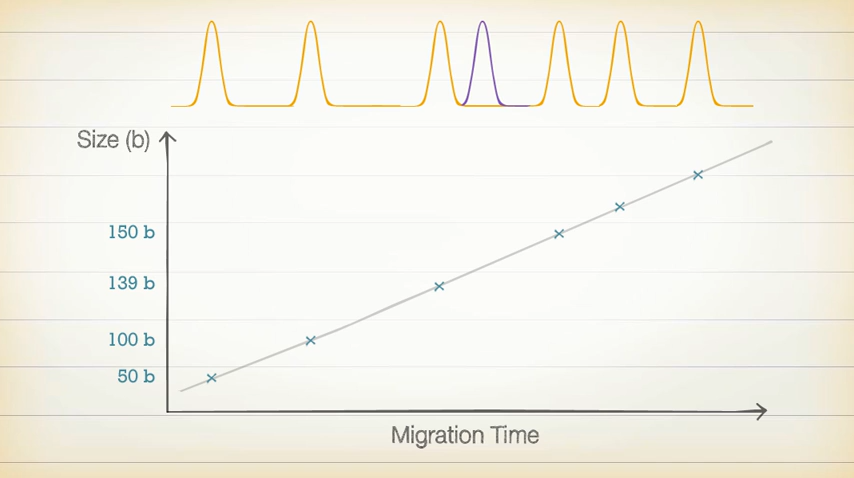 Size (b)
150 b
139 b
100 b
50 b
Migration Time